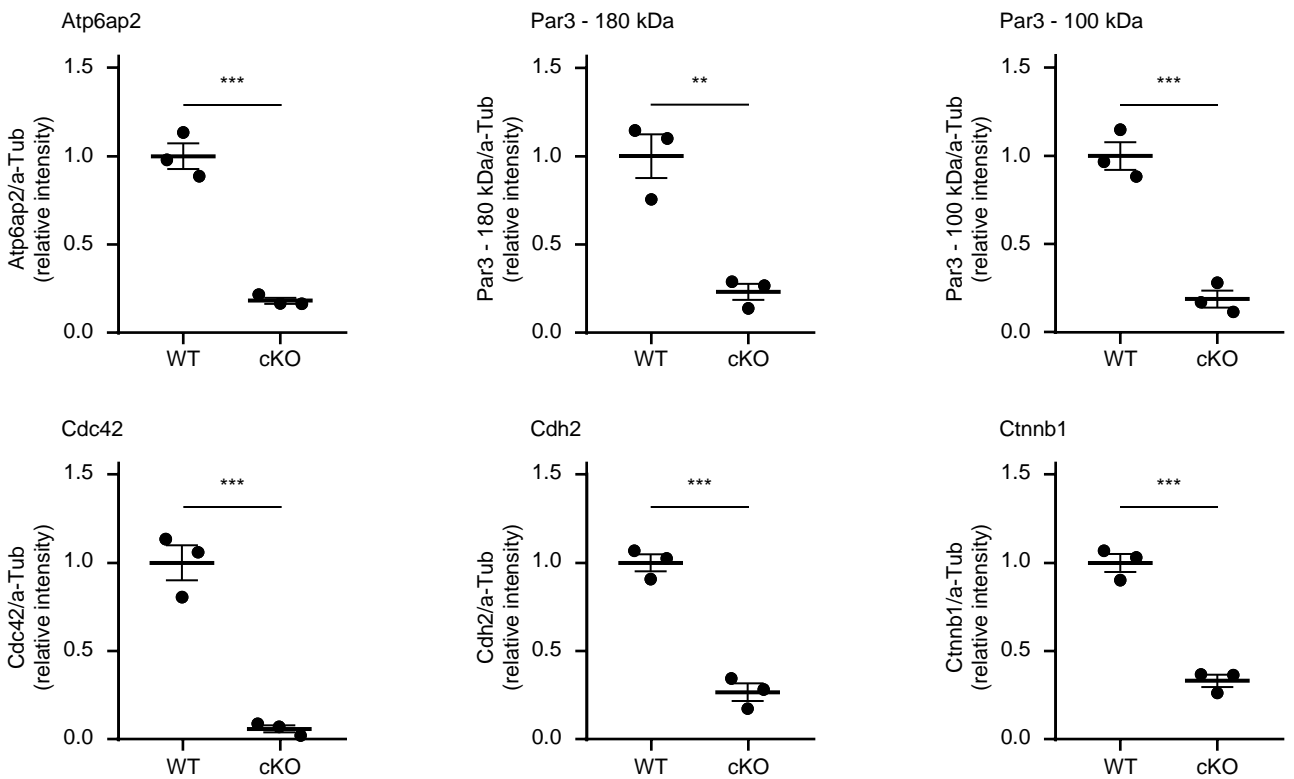 Atp6ap2
Atp6ap2/a-Tub
(relative intensity)
1.5
1.0
0.5
0.0
***
WT
cKO
Par3 - 180 kDa
Par3 - 180 kDa/a-Tub
(relative intensity)
1.5
1.0
0.5
0.0
**
WT
cKO
Par3 - 100 kDa
Par3 - 100 kDa/a-Tub
(relative intensity)
1.5
1.0
0.5
0.0
***
WT
cKO
Cdc42
Cdc42/a-Tub
(relative intensity)
1.5
1.0
0.5
0.0
***
WT
cKO
Cdh2
Cdh2/a-Tub
(relative intensity)
1.5
1.0
0.5
0.0
***
WT
cKO
Ctnnb1
Ctnnb1/a-Tub
(relative intensity)
1.5
1.0
0.5
0.0
***
WT
cKO